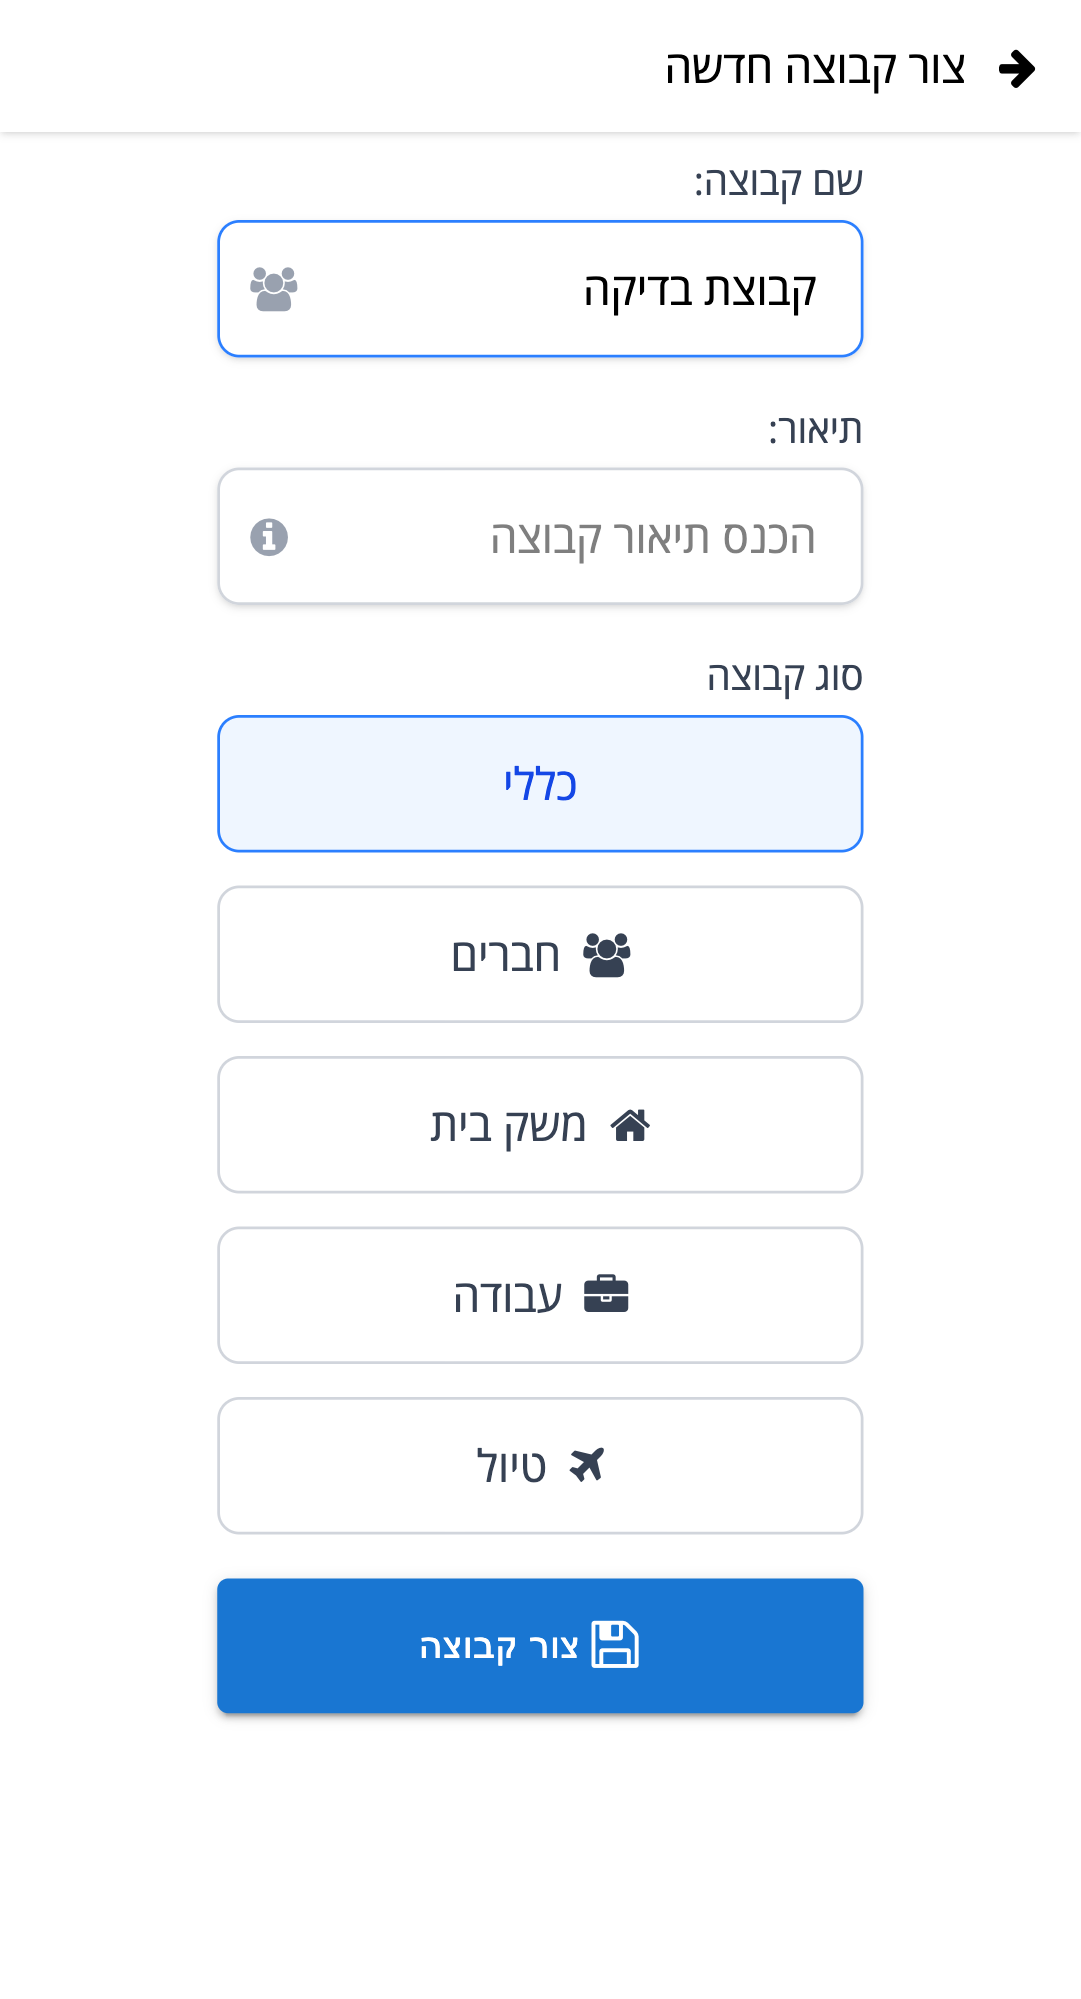 צור קבוצה חדשה
שם קבוצה:
קבוצת בדיקה
תיאור:
הכנס תיאור קבוצה
סוג קבוצה
כללי
חברים
משק בית
עבודה
טיול
צור קבוצה